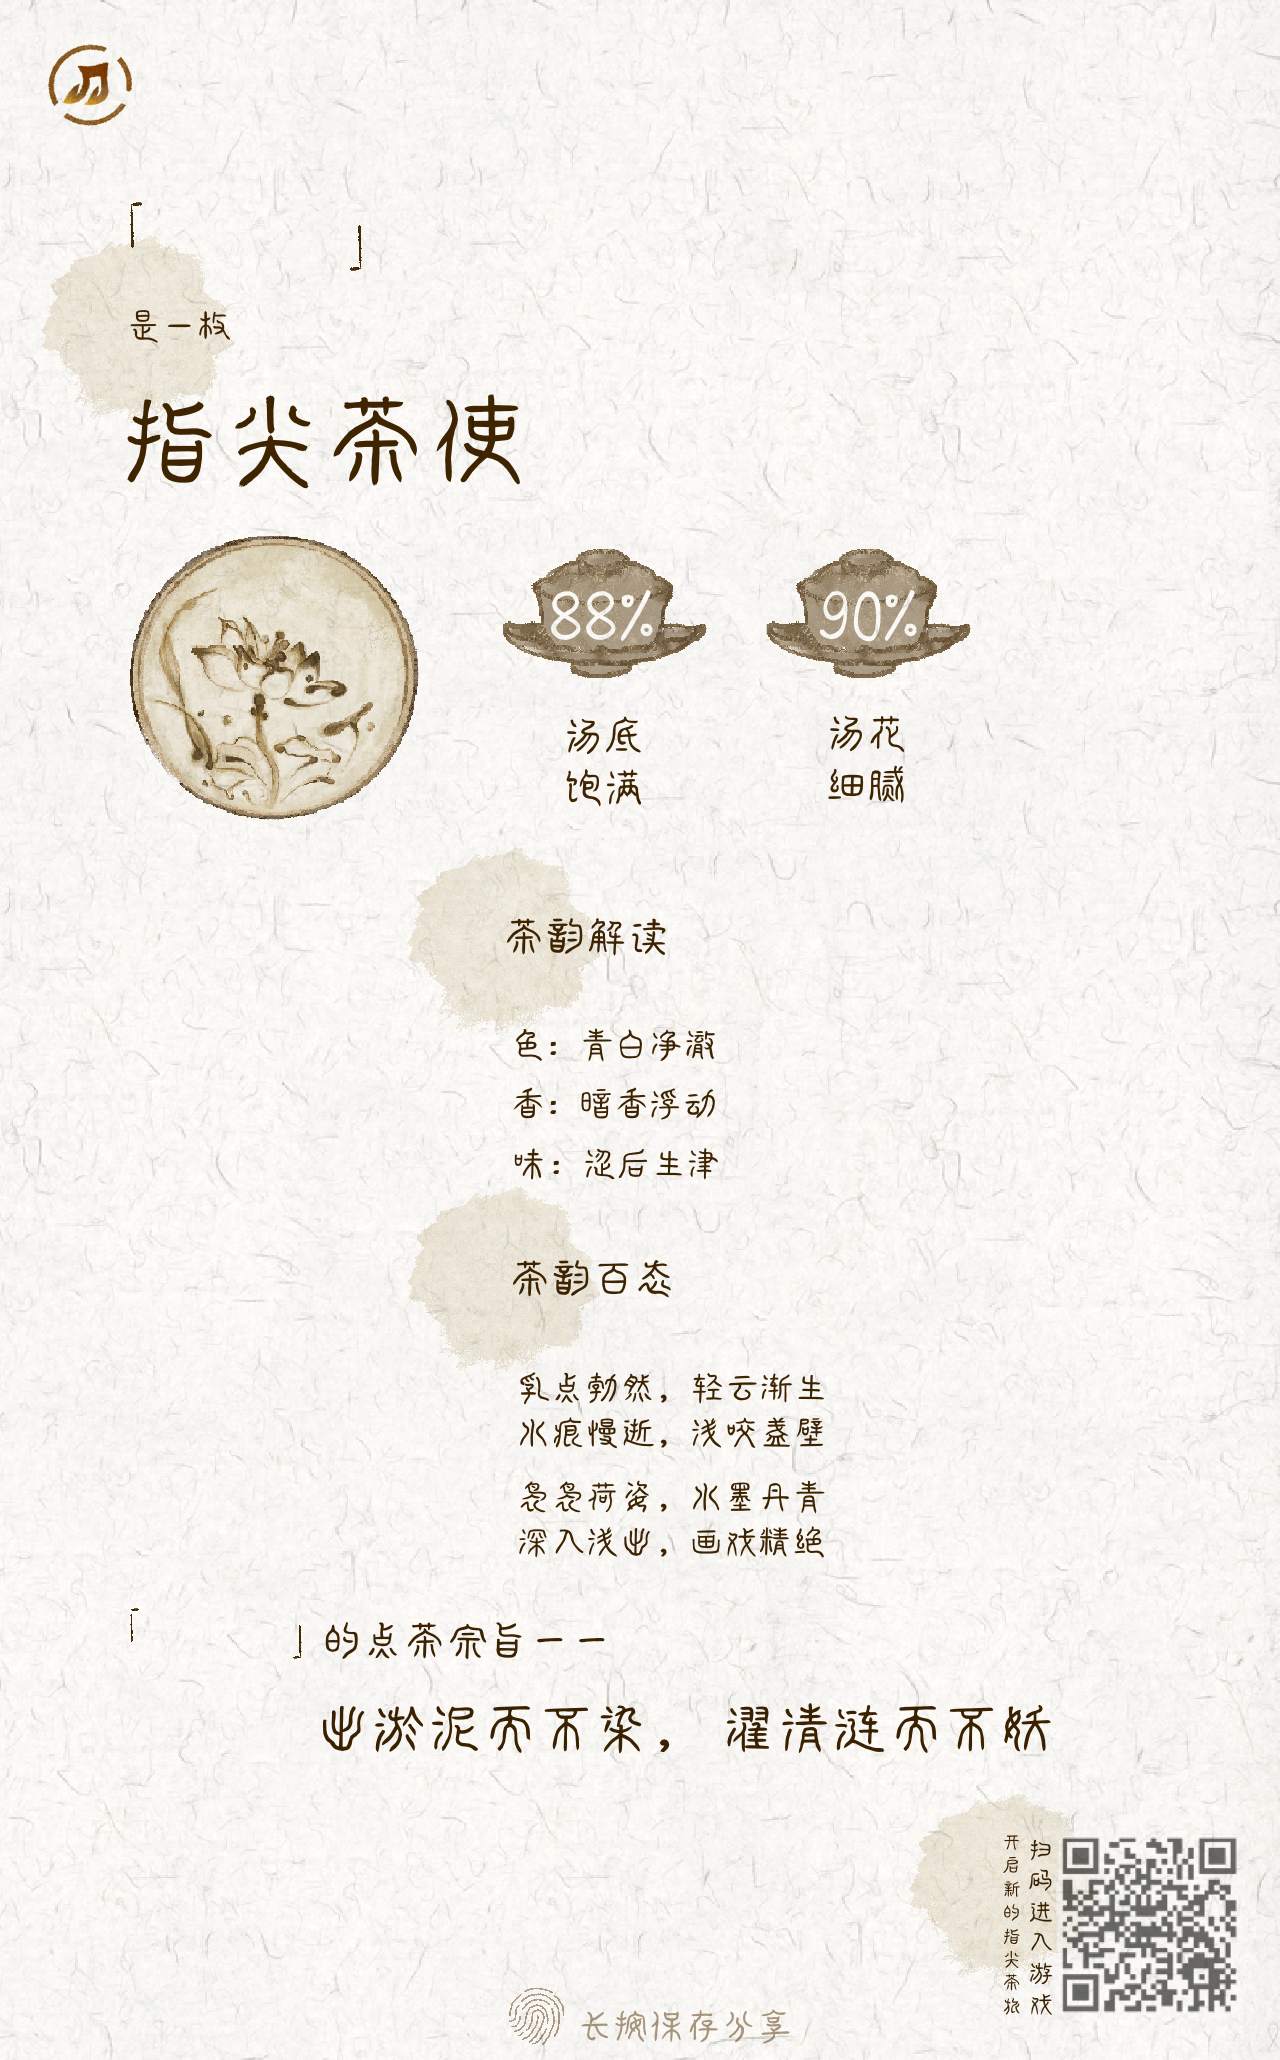 「 」
是一枚
指尖茶使
88%
90%
汤底
饱满
汤花
细腻
茶韵解读
色：青白净澈
香：暗香浮动
味：涩后生津
茶韵百态
乳点勃然，轻云渐生
水痕慢逝，浅咬盏壁
袅袅荷姿，水墨丹青
深入浅出，画戏精绝
「 」的点茶宗旨——
出淤泥而不染，濯清涟而不妖
扫码进入游戏
开启新的指尖茶旅
长按保存分享